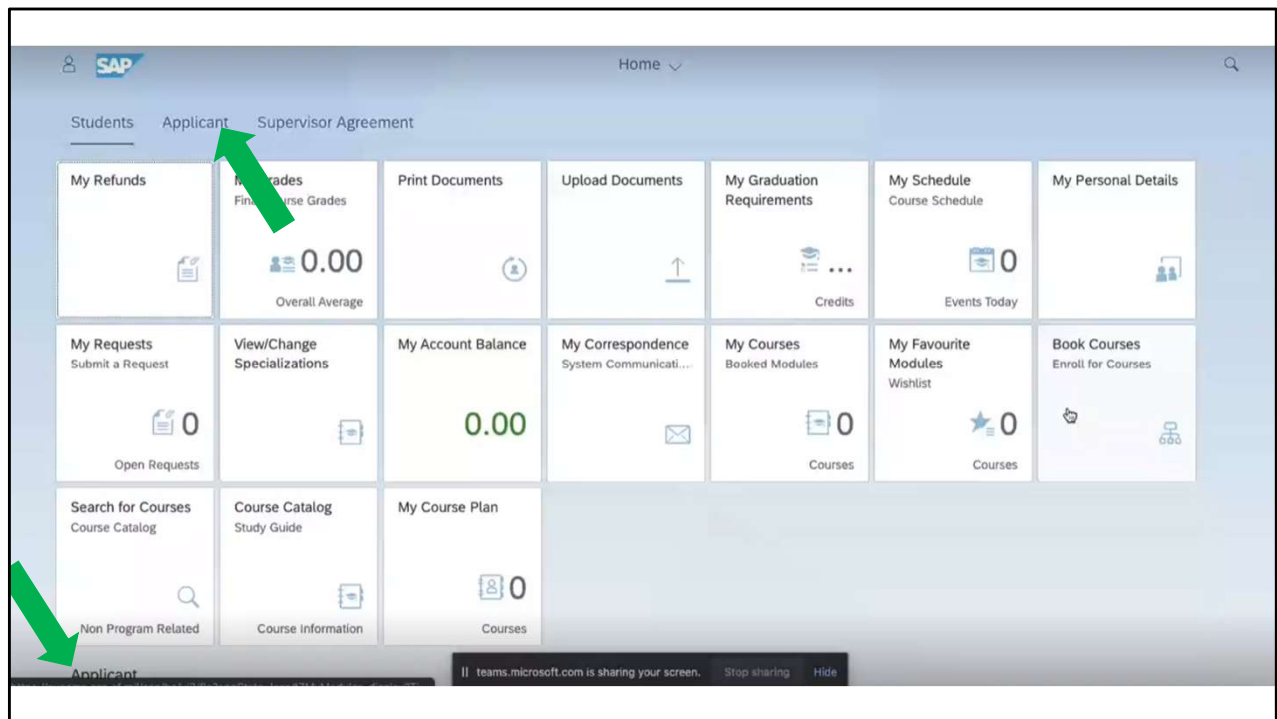 SAP
Home
Students Applicant Supervisor Agreement
My Refunds
Grades
Course Grades
0.00
Overall Average
Print Documents
Upload Documents
My Graduation
Requirements
...
Credits
My Schedule
Course Schedule
0
Events Today
My Personal Details
My Requests
Submit a Request
0
Open Requests
View/Change
Specializations
My Account Balance
0.00
My Correspondence
System Communicati...
My Courses
Booked Modules
0
Courses
My Favourite
Modules
Wishlist
0
Courses
Book Courses
Enroll for Courses
Search for Courses
Course Catalog
Non Program Related
Course Catalog
Study Guide
Course Information
My Course Plan
0
Courses
Applicant
teams.microsoft.com is sharing your screen. Stop sharing Hide